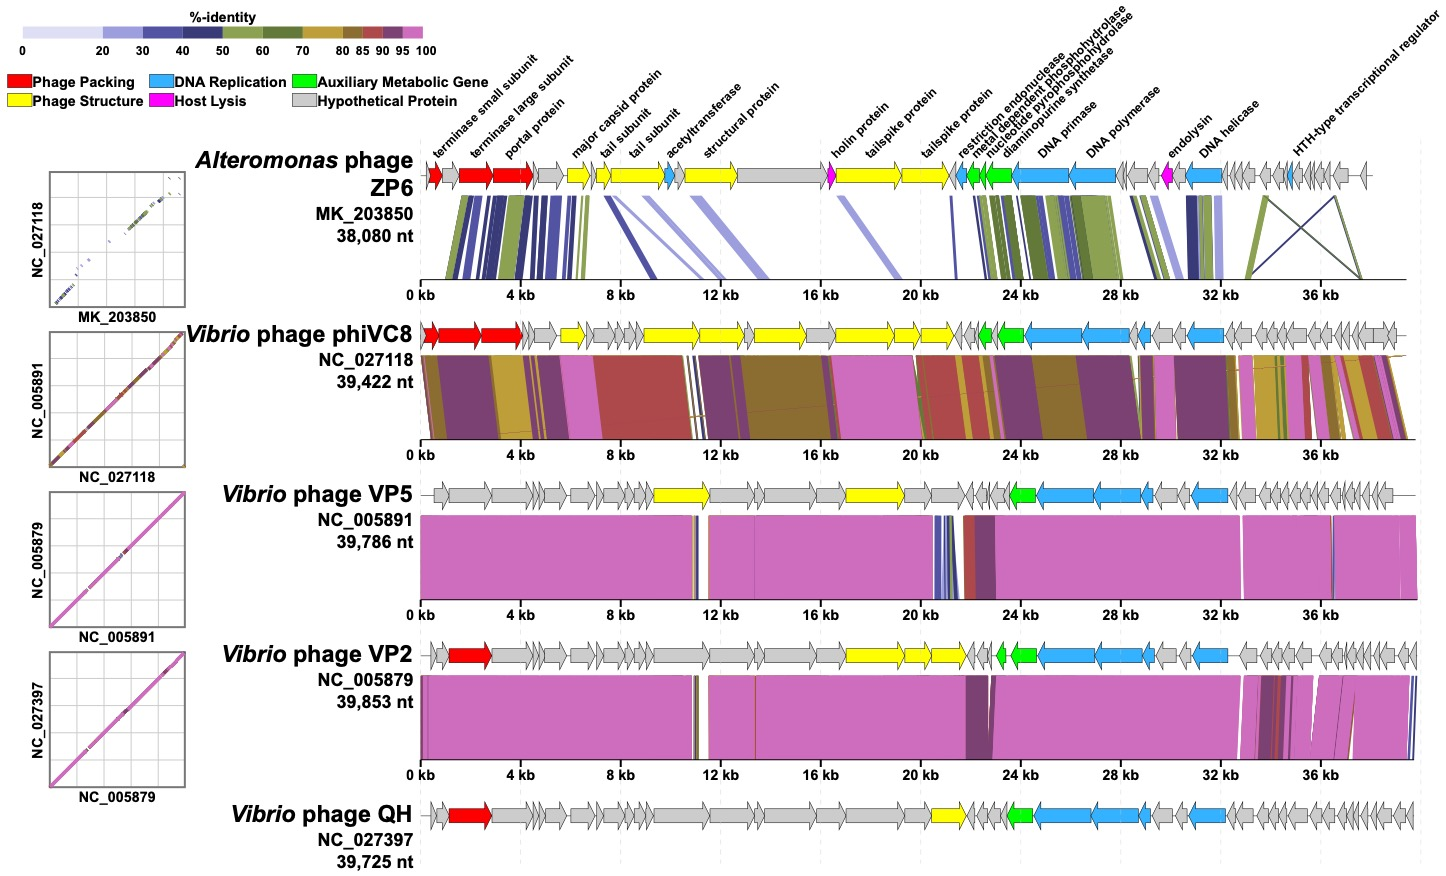 %-identity
0 20 30 40 50 60 70 80 85 90 95 100
Phage Packing DNA Replication Auxiliary Metabolic Gene
Phage Structure Host Lysis Hypothetical Protein
terminase small subunit
terminase large subunit
portal protein
major capsid protein
tail subunit
tail subunit
acetyltransferase
structural protein
holin protein
tailspike protein
tailspike protein
restriction endonuclease
metal dependent phosphohydrolase
nucleotide pyrophosphohydrolase
diaminopurine synthetase
DNA primase
DNA polymerase
endolysin
DNA helicase
HTH-type transcriptional regulator
Alteromonas phage
ZP6
MK_203850
38,080 nt
NC_027118
MK_203850
0 kb 4 kb 8 kb 12 kb 16 kb 20 kb 24 kb 28 kb 32 kb 36 kb
Vibrio phage phiVC8
NC_027118
39,422 nt
NC_005891
NC_027118
0 kb 4 kb 8 kb 12 kb 16 kb 20 kb 24 kb 28 kb 32 kb 36 kb
Vibrio phage VP5
NC_005891
39,786 nt
NC_005879
NC_005891
0 kb 4 kb 8 kb 12 kb 16 kb 20 kb 24 kb 28 kb 32 kb 36 kb
Vibrio phage VP2
NC_005879
39,853 nt
NC_027397
NC_005879
0 kb 4 kb 8 kb 12 kb 16 kb 20 kb 24 kb 28 kb 32 kb 36 kb
Vibrio phage QH
NC_027397
39,725 nt